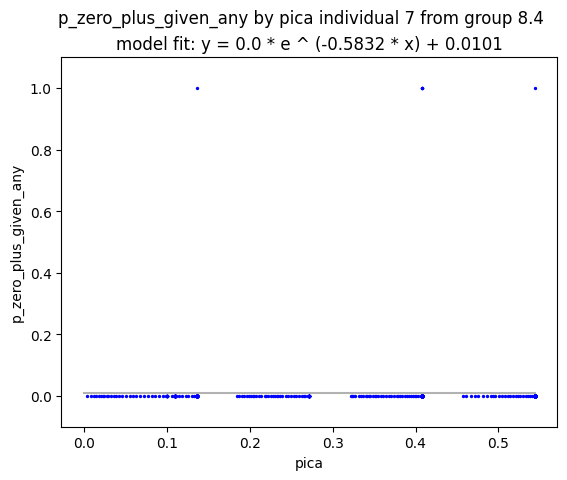 p_zero_plus_given_any by pica individual 7 from group 8.4
model fit: y = 0.0 * e ^ (-0.5832 * x) + 0.0101
p_zero_plus_given_any
1.0
0.8
0.6
0.4
0.2
0.0
0.0 0.1 0.2 0.3 0.4 0.5
pica